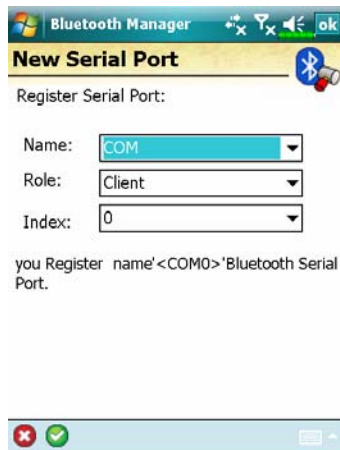 Bluetooth Manager ok
New Serial Port
Register Serial Port:
Name: COM
Role: Client
Index: 0
you Register name'<COM0>'Bluetooth Serial
Port.